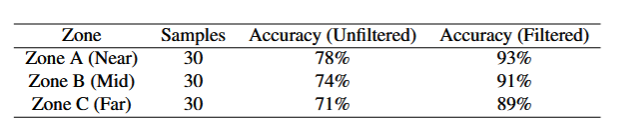 Zone Samples Accuracy (Unfiltered) Accuracy (Filtered)
Zone A (Near) 30 78% 93%
Zone B (Mid) 30 74% 91%
Zone C (Far) 30 71% 89%